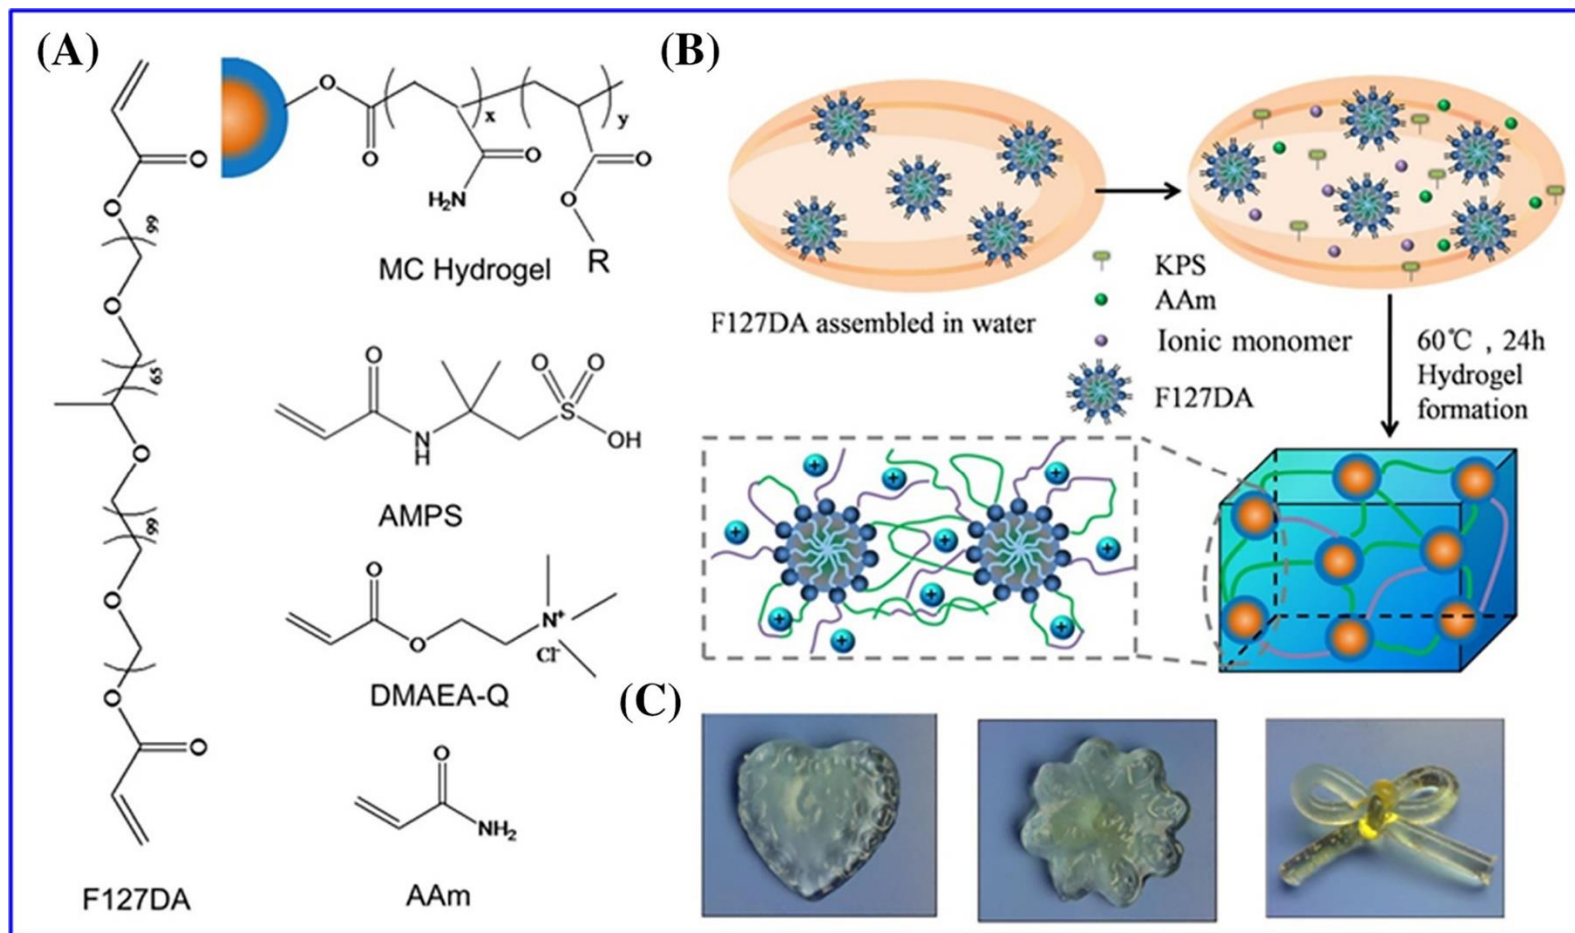 (A)
O
O
99
O
65
O
99
O
O
O
F127DA
O
O
x
y
O
O
H₂N
O
R
MC Hydrogel
O
O
O
S
N
H
OH
AMPS
O
O
N⁺
Cl⁻
DMAEA-Q
O
NH₂
AAm
(B)
F127DA assembled in water
KPS
AAm
Ionic monomer
F127DA
60℃ , 24h
Hydrogel
formation
+
+
+
+
+
+
+
+
+
(C)